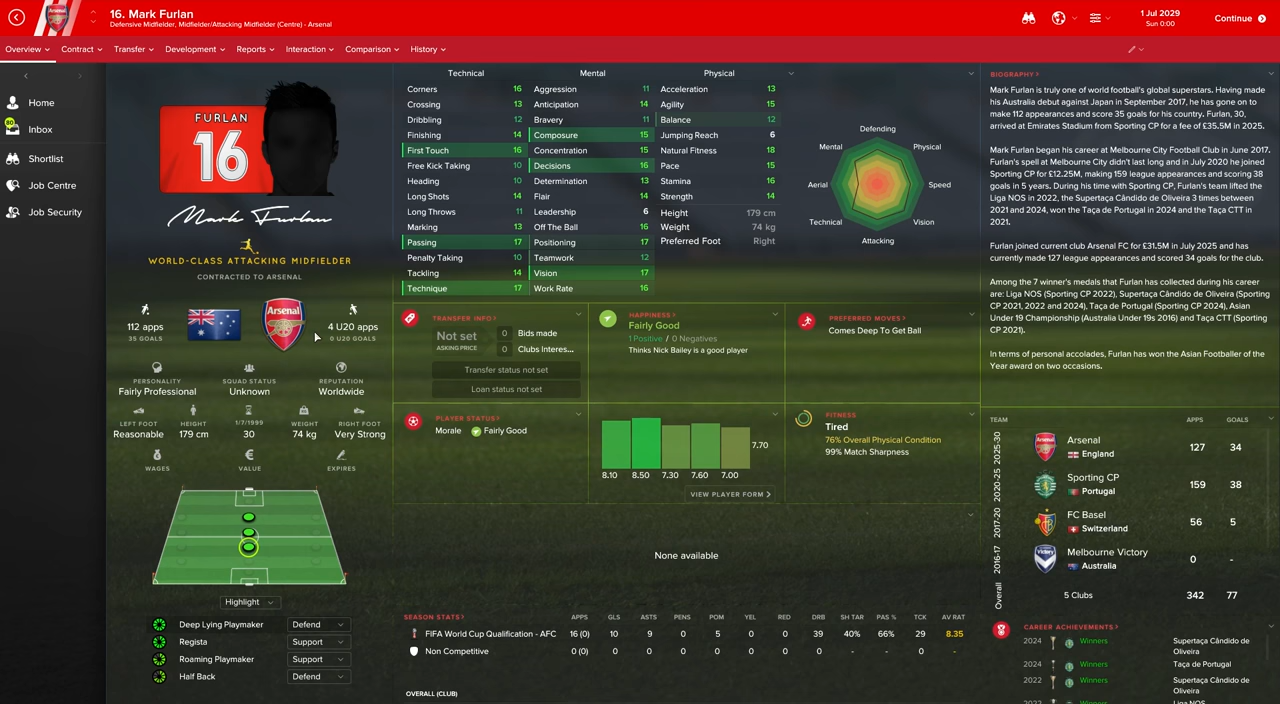 16. Mark Furlan
Defensive Midfielder, Midfielder/Attacking Midfielder (Centre) - Arsenal
1 Jul 2029
Sun 0:00
Continue
Overview
Contract
Transfer
Development
Reports
Interaction
Comparison
History
Home
80
Inbox
Shortlist
Job Centre
Job Security
FURLAN
16
Mark Furlan
WORLD-CLASS ATTACKING MIDFIELDER
CONTRACTED TO ARSENAL
112 apps
35 GOALS
Arsenal
4 U20 apps
0 U20 GOALS
PERSONALITY
Fairly Professional
SQUAD STATUS
Unknown
REPUTATION
Worldwide
LEFT FOOT
Reasonable
HEIGHT
179 cm
1/7/1999
30
WEIGHT
74 kg
RIGHT FOOT
Very Strong
WAGES
VALUE
EXPIRES
Highlight
Deep Lying Playmaker Defend
Regista Support
Roaming Playmaker Support
Half Back Defend
Technical
Corners 16
Crossing 13
Dribbling 12
Finishing 14
First Touch 16
Free Kick Taking 10
Heading 10
Long Shots 14
Long Throws 11
Marking 13
Passing 17
Penalty Taking 10
Tackling 14
Technique 17
Mental
Aggression 11
Anticipation 14
Bravery 11
Composure 15
Concentration 15
Decisions 16
Determination 13
Flair 14
Leadership 6
Off The Ball 16
Positioning 17
Teamwork 12
Vision 17
Work Rate 16
Physical
Acceleration 13
Agility 15
Balance 12
Jumping Reach 6
Natural Fitness 18
Pace 15
Stamina 16
Strength 14
Height 179 cm
Weight 74 kg
Preferred Foot Right
Defending
Physical
Speed
Vision
Attacking
Technical
Aerial
Mental
TRANSFER INFO >
Not set
ASKING PRICE
0 Bids made
0 Clubs Interes...
Transfer status not set
Loan status not set
HAPPINESS >
Fairly Good
1 Positive / 0 Negatives
Thinks Nick Bailey is a good player
PREFERRED MOVES >
Comes Deep To Get Ball
PLAYER STATUS >
Morale Fairly Good
7.70
8.10 8.50 7.30 7.60 7.00
VIEW PLAYER FORM >
FITNESS
Tired
76% Overall Physical Condition
99% Match Sharpness
None available
SEASON STATS > APPS GLS ASTS PENS POM YEL RED DRB SH TAR PAS % TCK AV RAT
FIFA World Cup Qualification - AFC 16 (0) 10 9 0 5 0 0 39 40% 66% 29 8.35
Non Competitive 0 (0) 0 0 0 0 0 0 0 - - 0 -
OVERALL (CLUB)
BIOGRAPHY >
Mark Furlan is truly one of world football's global superstars. Having made
his Australia debut against Japan in September 2017, he has gone on to
make 112 appearances and score 35 goals for his country. Furlan, 30,
arrived at Emirates Stadium from Sporting CP for a fee of £35.5M in 2025.
Mark Furlan began his career at Melbourne City Football Club in June 2017.
Furlan's spell at Melbourne City didn't last long and in July 2020 he joined
Sporting CP for £12.25M, making 159 league appearances and scoring 38
goals in 5 years. During his time with Sporting CP, Furlan's team lifted the
Liga NOS in 2022, the Supertaça Cândido de Oliveira 3 times between
2021 and 2024, won the Taça de Portugal in 2024 and the Taça CTT in
2021.
Furlan joined current club Arsenal FC for £31.5M in July 2025 and has
currently made 127 league appearances and scored 34 goals for the club.
Among the 7 winner's medals that Furlan has collected during his career
are: Liga NOS (Sporting CP 2022), Supertaça Cândido de Oliveira (Sporting
CP 2021, 2022 and 2024), Taça de Portugal (Sporting CP 2024), Asian
Under 19 Championship (Australia Under 19s 2016) and Taça CTT (Sporting
CP 2021).
In terms of personal accolades, Furlan has won the Asian Footballer of the
Year award on two occasions.
TEAM APPS GOALS
2025-30 Arsenal 127 34
England
2020-25 Sporting CP 159 38
Portugal
2017-20 FC Basel 56 5
Switzerland
2016-17 Melbourne Victory 0 -
Australia
Overall 5 Clubs 342 77
CAREER ACHIEVEMENTS >
2024 Winners Supertaça Cândido de
Oliveira
2024 Winners Taça de Portugal
2022 Winners Supertaça Cândido de
Oliveira
2022 Winners Liga NOS